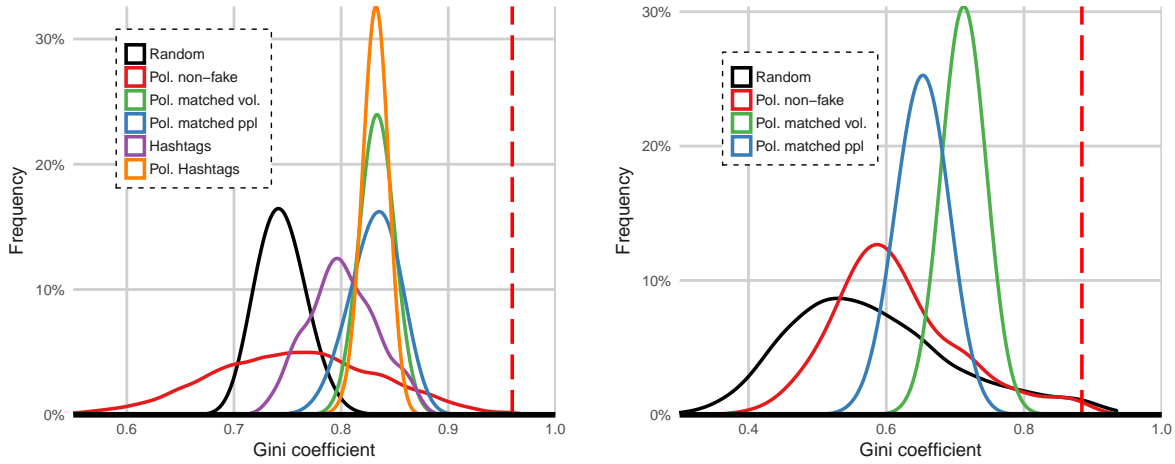 30%
20%
10%
0%
Frequency
Random
Pol. non−fake
Pol. matched vol.
Pol. matched ppl
Hashtags
Pol. Hashtags
0.6 0.7 0.8 0.9 1.0
Gini coefficient
30%
20%
10%
0%
Frequency
Random
Pol. non−fake
Pol. matched vol.
Pol. matched ppl
0.4 0.6 0.8 1.0
Gini coefficient